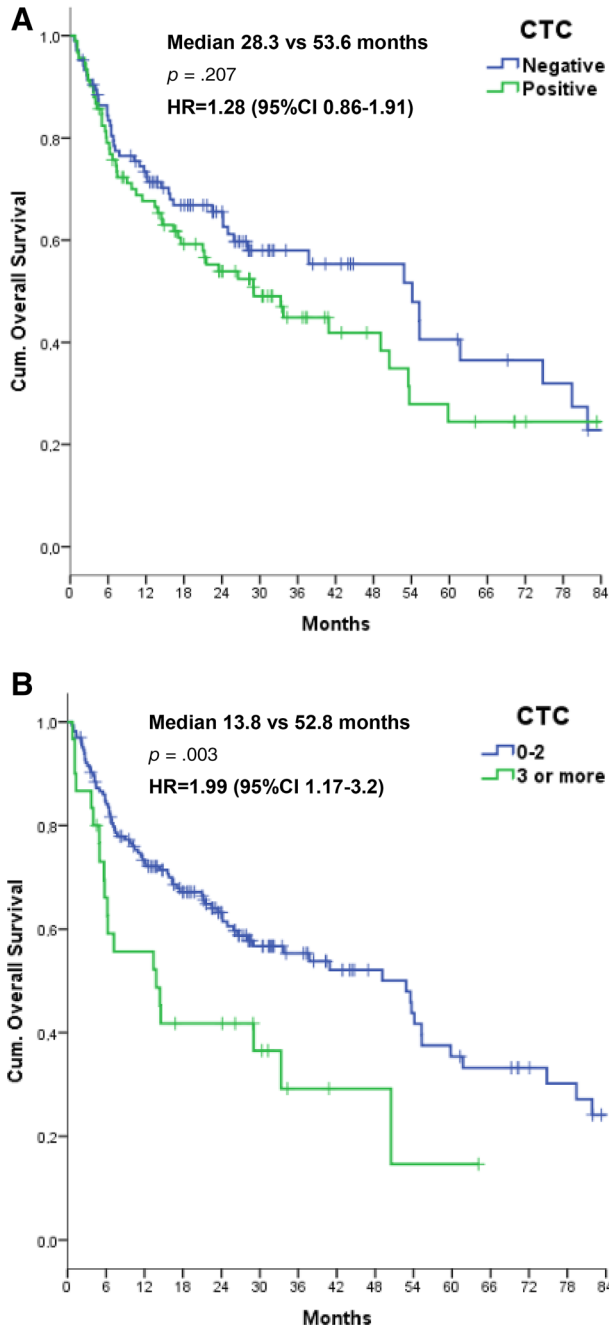 A
Median 28.3 vs 53.6 months
p = .207
HR=1.28 (95%CI 0.86-1.91)
CTC
Negative
Positive
Cum. Overall Survival
1,0
0,8
0,6
0,4
0,2
0,0
0 6 12 18 24 30 36 42 48 54 60 66 72 78 84
Months
B
Median 13.8 vs 52.8 months
p = .003
HR=1.99 (95%CI 1.17-3.2)
CTC
0-2
3 or more
Cum. Overall Survival
1,0
0,8
0,6
0,4
0,2
0,0
0 6 12 18 24 30 36 42 48 54 60 66 72 78 84
Months